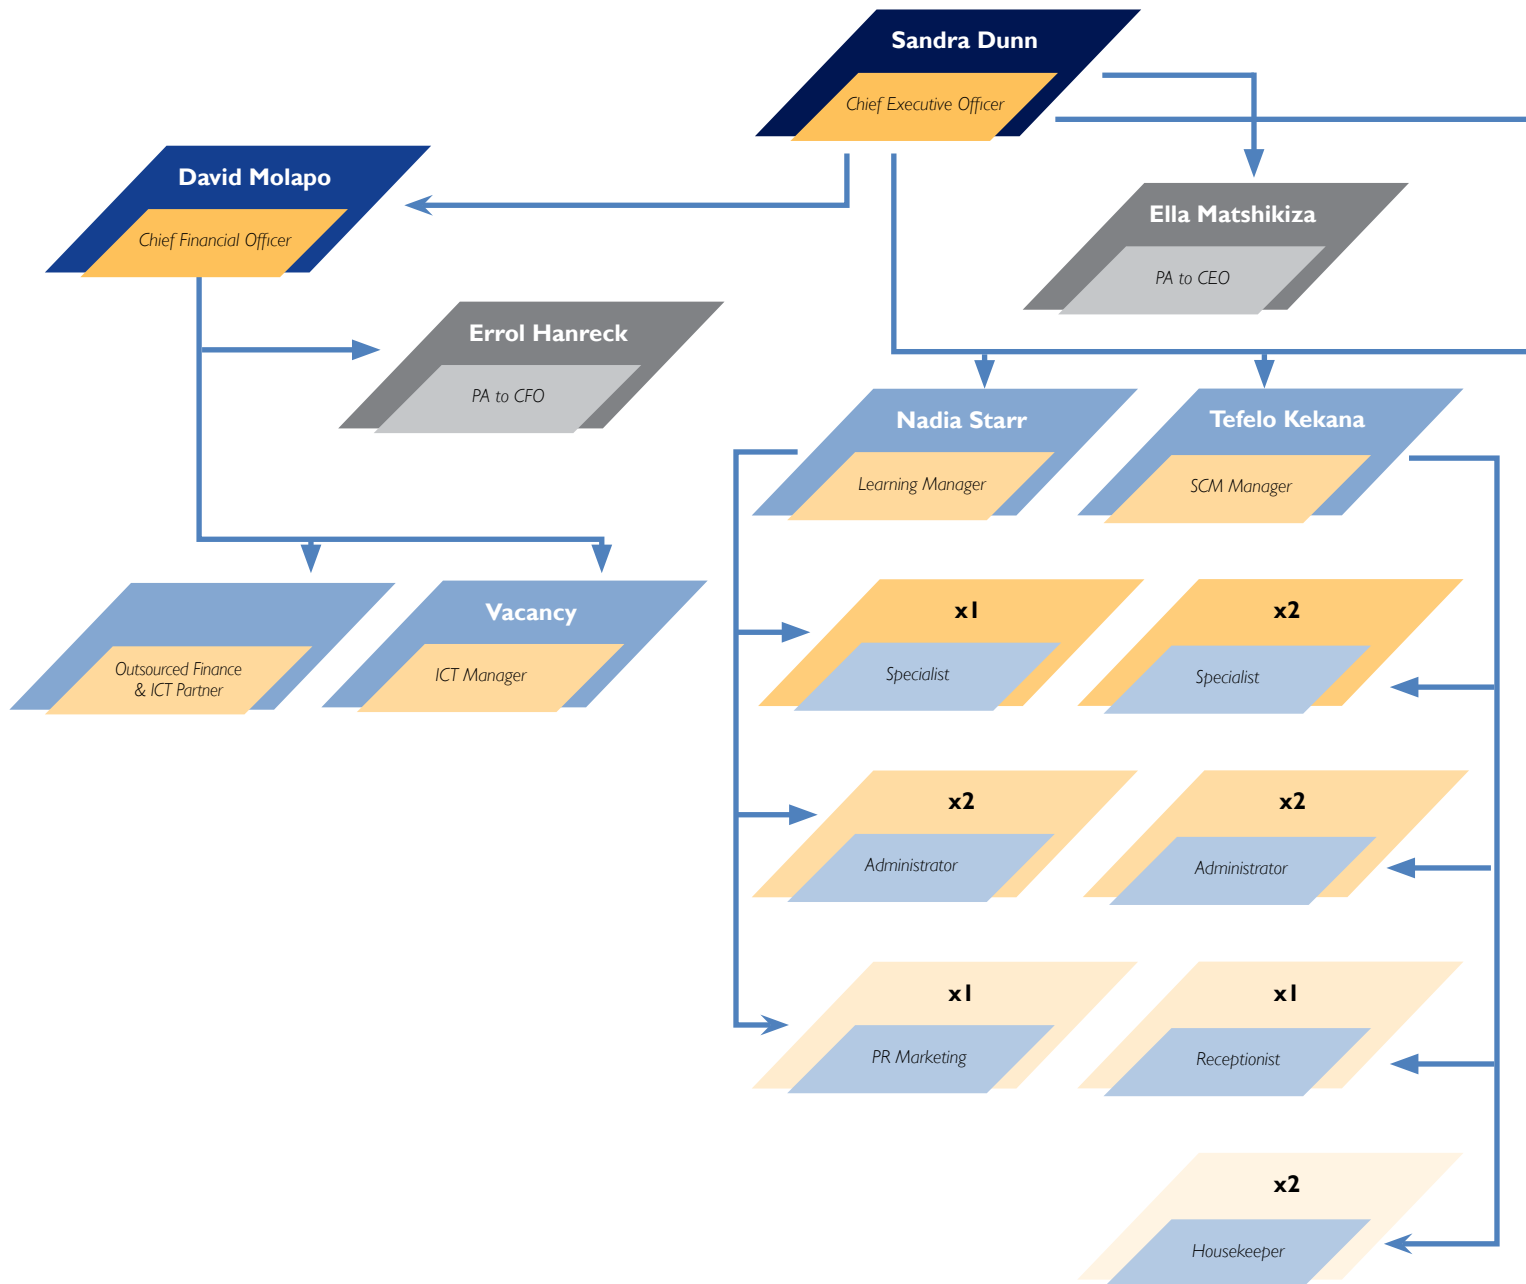 Sandra Dunn
Chief Executive Officer
David Molapo
Chief Financial Officer
Ella Matshikiza
PA to CEO
Errol Hanreck
PA to CFO
Nadia Starr
Learning Manager
Tefelo Kekana
SCM Manager
Outsourced Finance
& ICT Partner
Vacancy
ICT Manager
x1
Specialist
x2
Specialist
x2
Administrator
x2
Administrator
x1
PR Marketing
x1
Receptionist
x2
Housekeeper